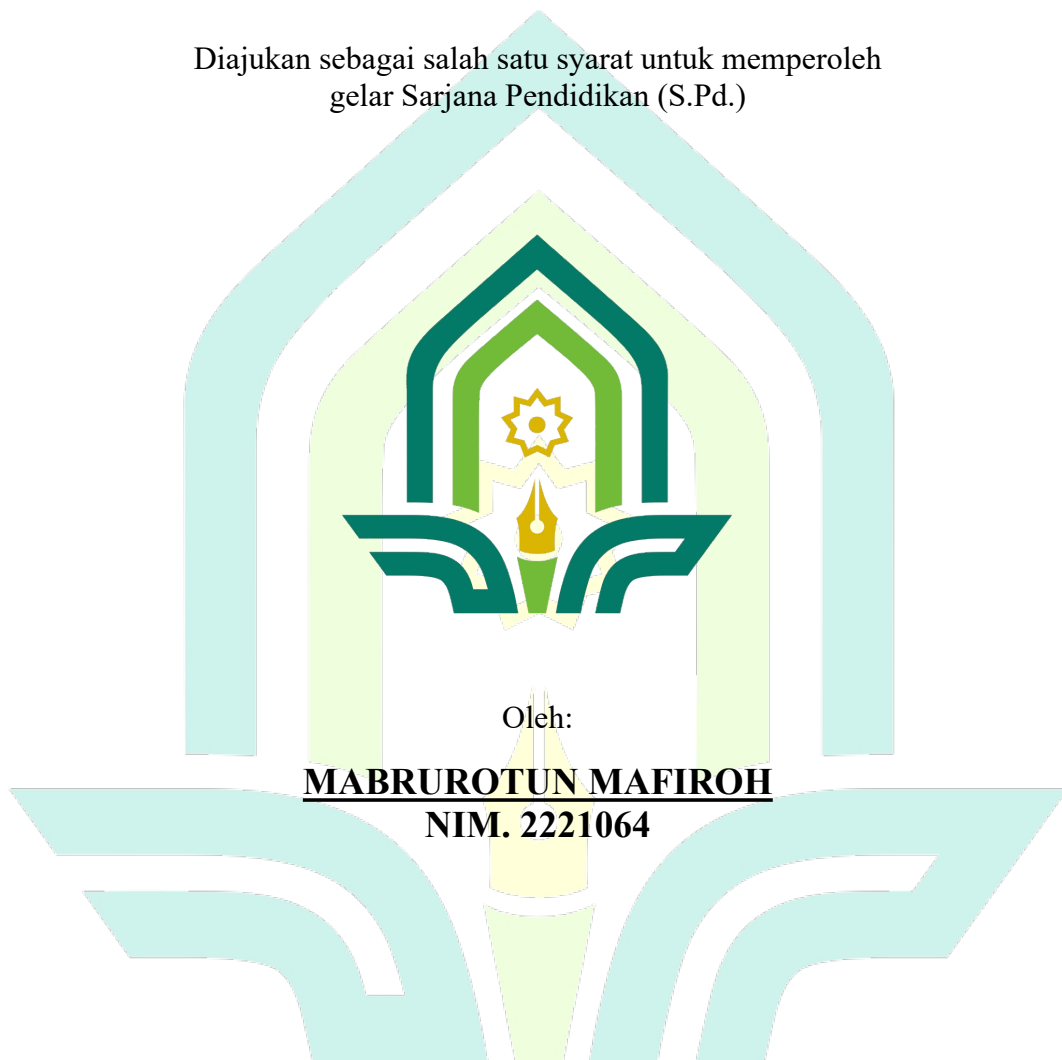 Diajukan sebagai salah satu syarat untuk memperoleh
gelar Sarjana Pendidikan (S.Pd.)
Oleh:
MABRUROTUN MAFIROH
NIM. 2221064